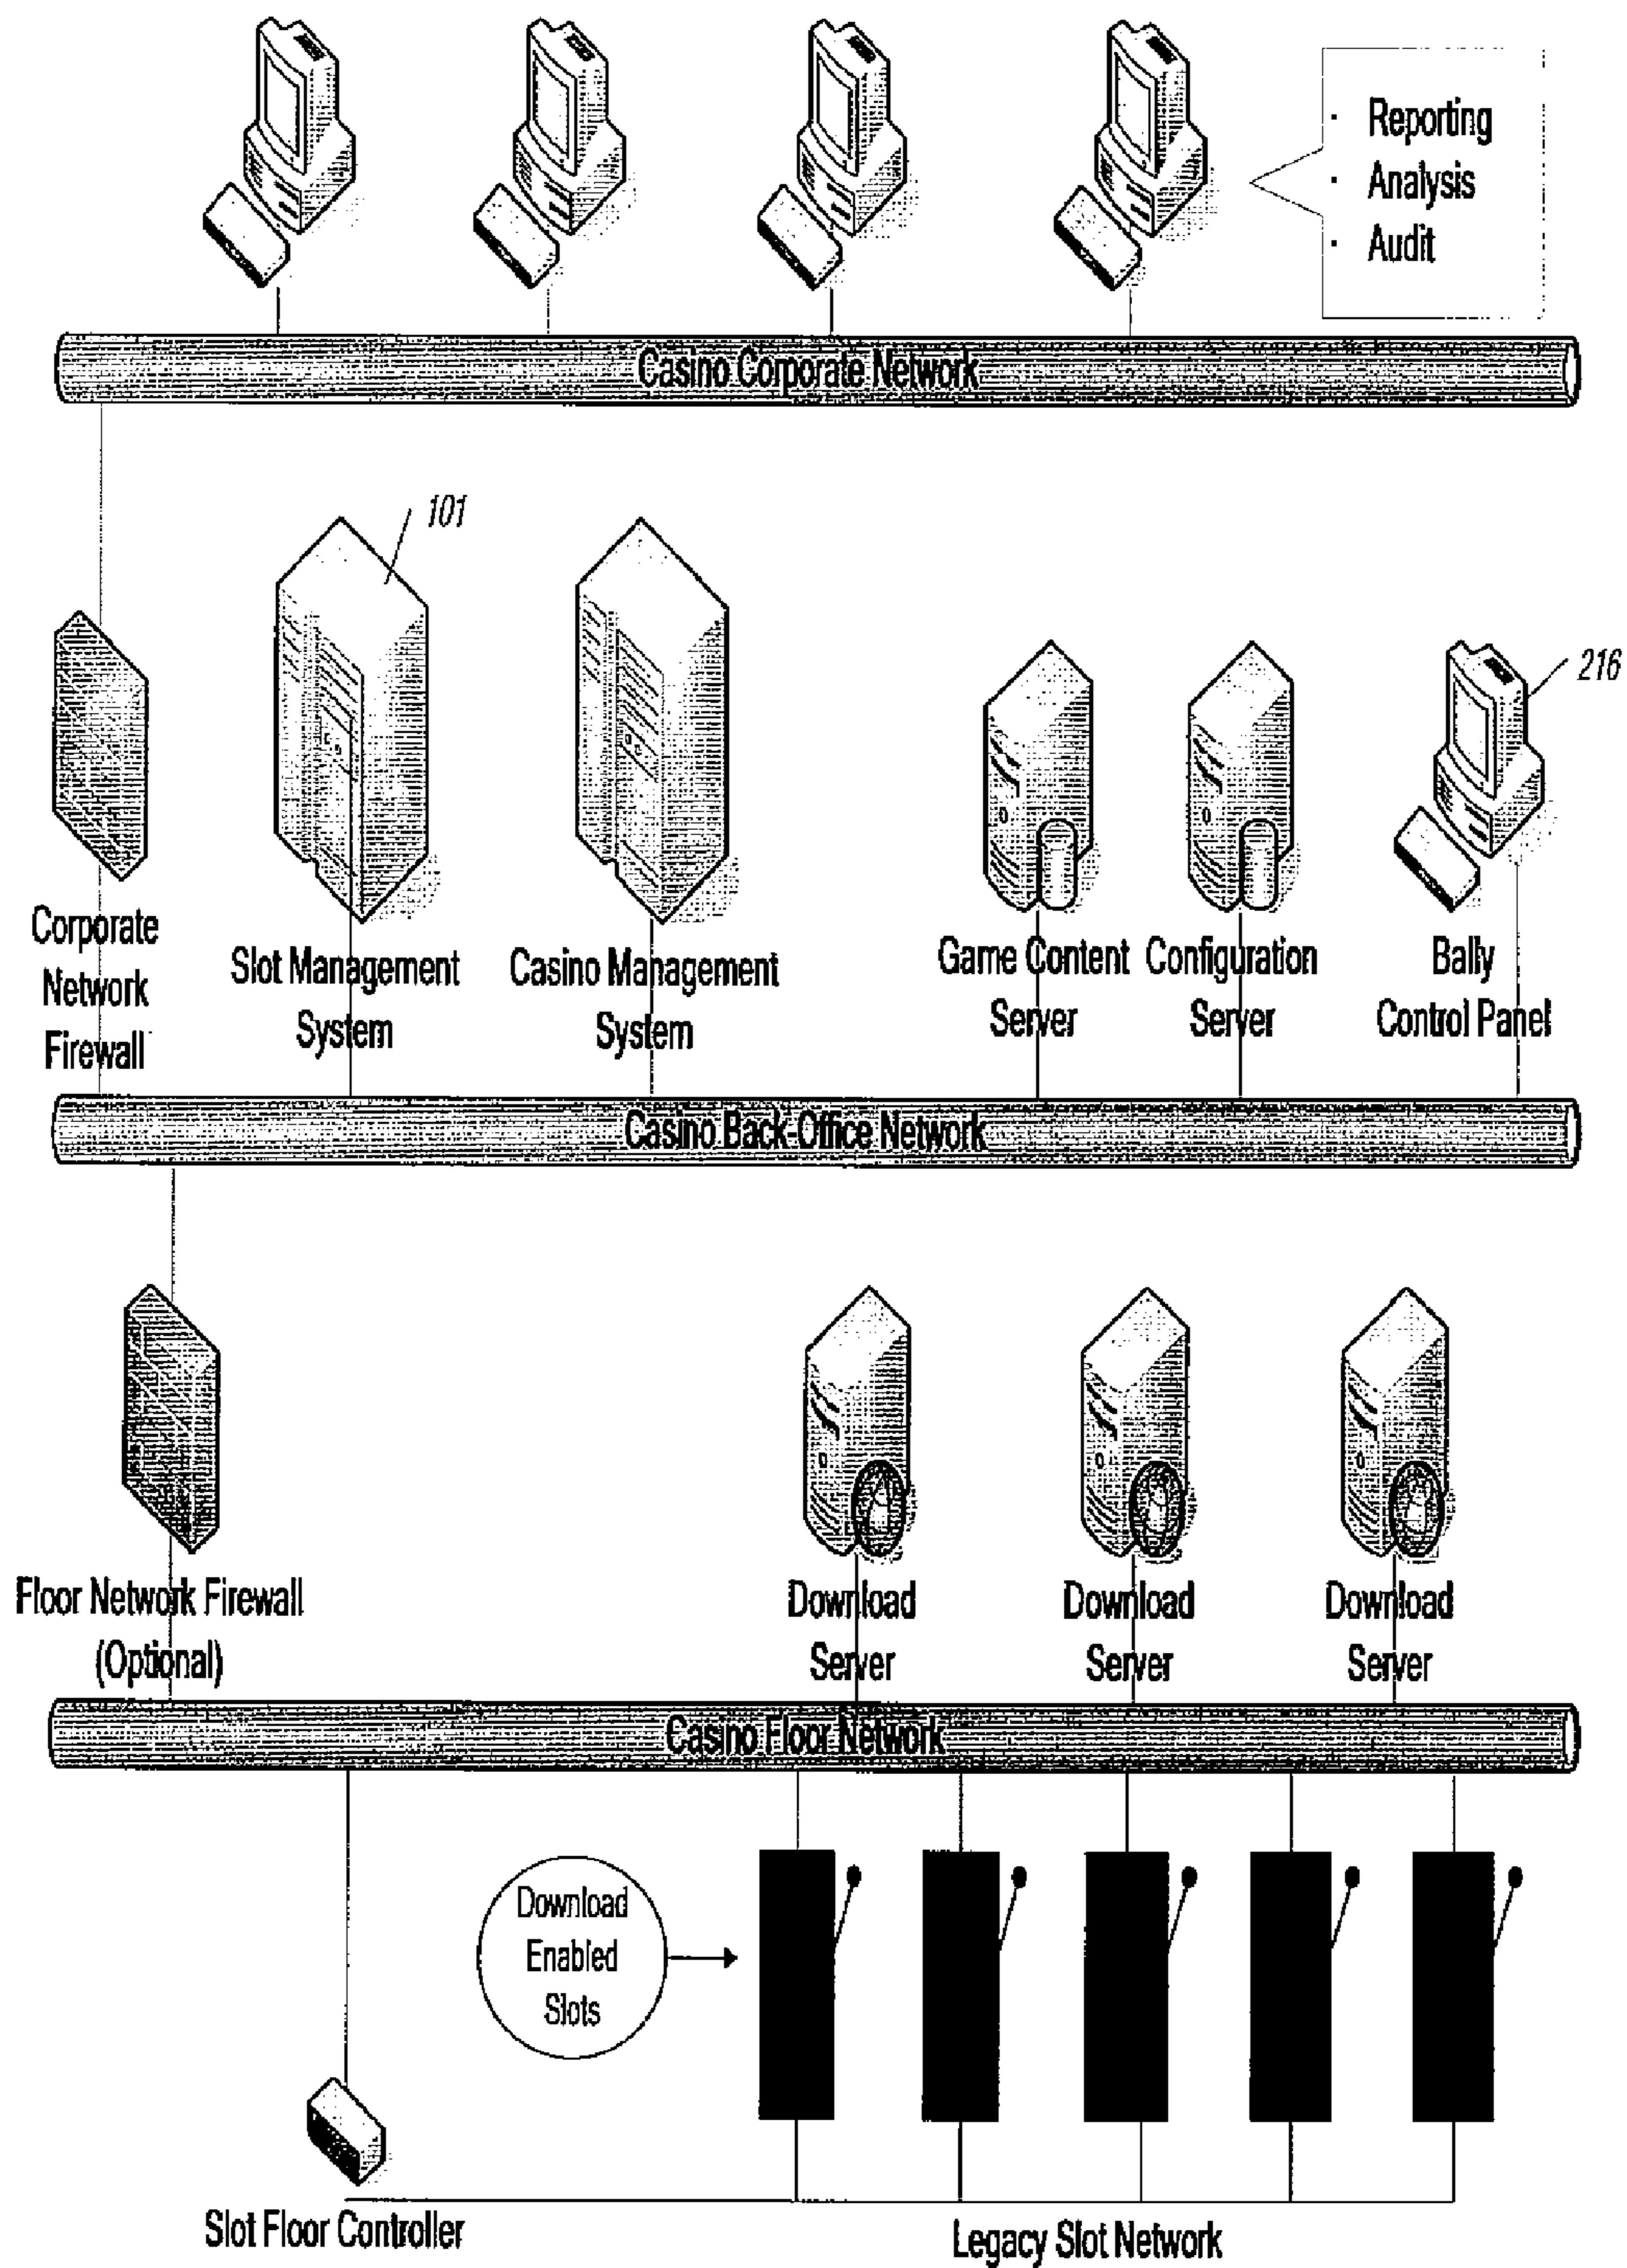 · Reporting
· Analysis
· Audit
Casino Corporate Network
101
216
Corporate
Network
Firewall
Slot Management
System
Casino Management
System
Game Content
Server
Configuration
Server
Bally
Control Panel
Casino Back-Office Network
Floor Network Firewall
(Optional)
Download
Server
Download
Server
Download
Server
Casino Floor Network
Download
Enabled
Slots
Slot Floor Controller
Legacy Slot Network